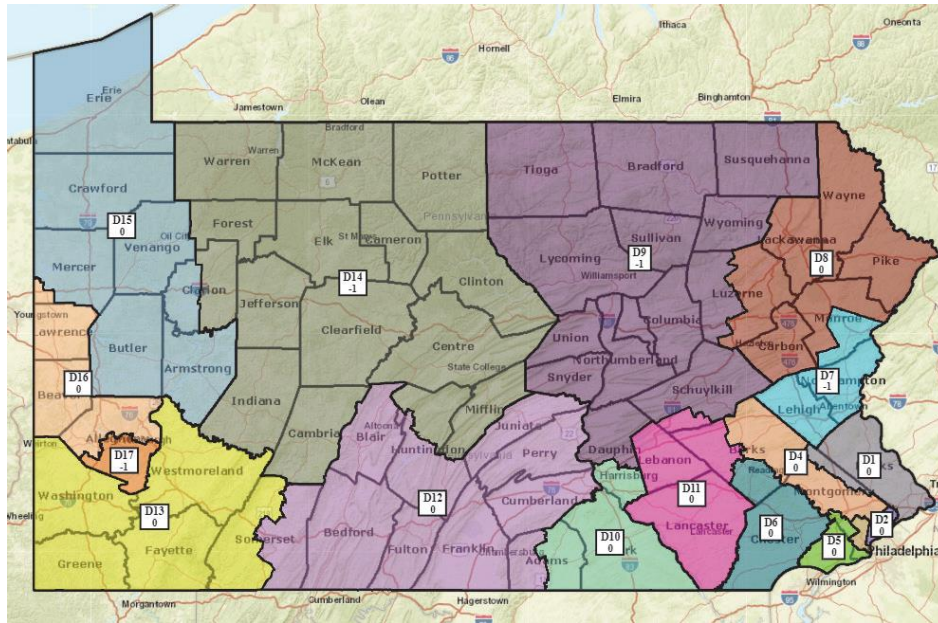 Ithaca
Oneonta
Hornell
Erie
Erie
Jamestown
Olean
Elmira
Binghamton
Bradford
Warren
Warren
McKean
Potter
Tioga
Bradford
Susquehanna
Crawford
Pennsylvania
Wayne
Wyoming
Forest
D15
0
Oil City
Venango
Elk
St Marys
Cameron
Sullivan
D9
-1
Lackawanna
D8
0
Pike
Mercer
Lycoming
Williamsport
Clarion
D14
-1
Clinton
Luzerne
Jefferson
Youngstown
Lawrence
Clearfield
Columbia
Monroe
Butler
Centre
Union
Carbon
Armstrong
State College
Northumberland
D7
-1
Northampton
D16
0
Beaver
Snyder
Schuylkill
Indiana
Mifflin
Lehigh
Allentown
Juniata
Cambria
Altoona
Blair
Huntingdon
Dauphin
Berks
Perry
Lebanon
D4
0
D1
0
Weirton
D17
-1
Westmoreland
Harrisburg
Reading
Washington
D12
0
Cumberland
D11
0
Montgomery
Wheeling
D13
0
Somerset
Bedford
Lancaster
Lancaster
D6
0
Chester
D2
0
Fayette
Fulton
Franklin
Chambersburg
D10
0
York
D5
0
Philadelphia
Greene
Adams
Wilmington
Morgantown
Cumberland
Hagerstown